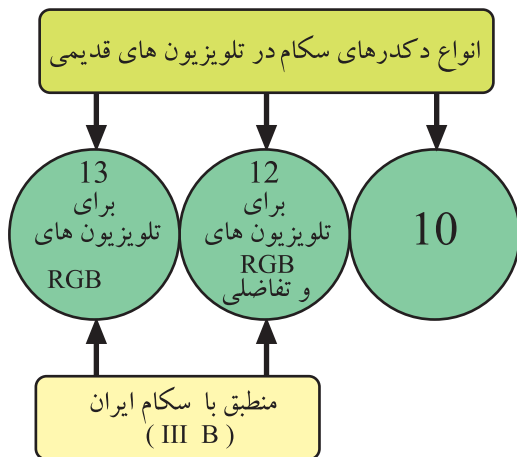 انواع دکدرهای سکام در تلویزیون های قدیمی
10
12
برای
تلویزیون های
RGB
و تفاضلی
13
برای
تلویزیون های
RGB
منطبق با سکام ایران
( III B )